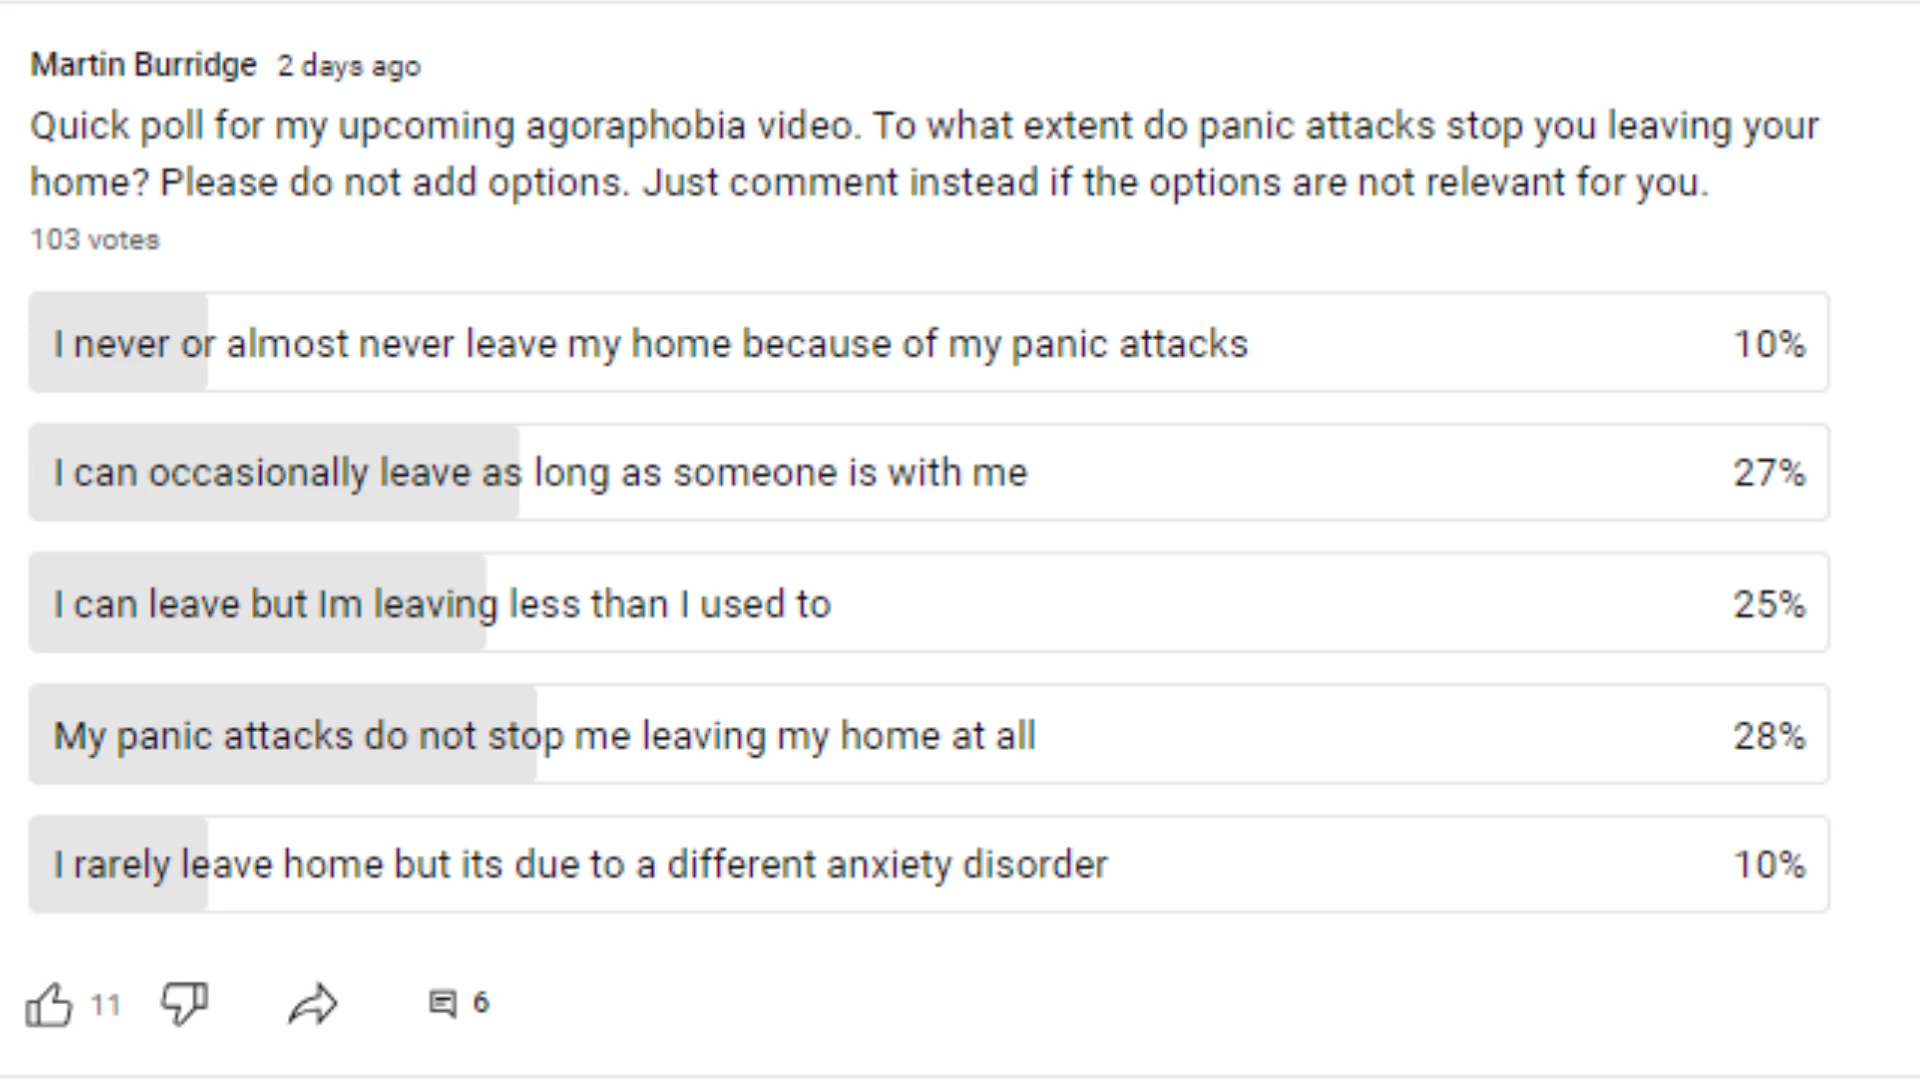 Martin Burridge 2 days ago
Quick poll for my upcoming agoraphobia video. To what extent do panic attacks stop you leaving your
home? Please do not add options. Just comment instead if the options are not relevant for you.
103 votes
I never or almost never leave my home because of my panic attacks 10%
I can occasionally leave as long as someone is with me 27%
I can leave but Im leaving less than I used to 25%
My panic attacks do not stop me leaving my home at all 28%
I rarely leave home but its due to a different anxiety disorder 10%
11 6